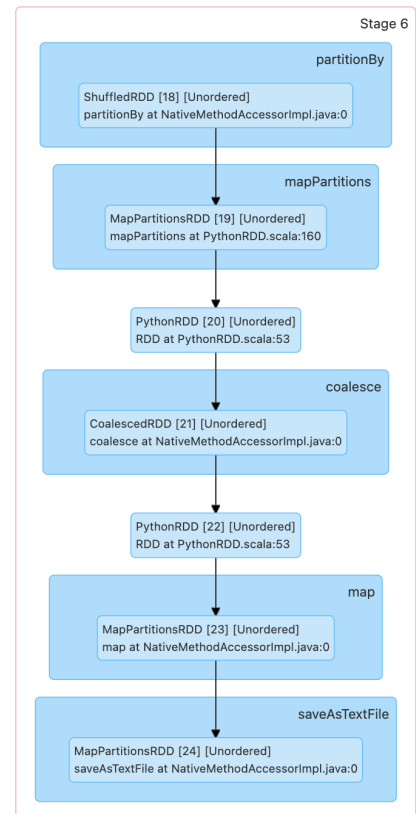 Stage 6
partitionBy
ShuffledRDD [18] [Unordered]
partitionBy at NativeMethodAccessorImpl.java:0
mapPartitions
MapPartitionsRDD [19] [Unordered]
mapPartitions at PythonRDD.scala:160
PythonRDD [20] [Unordered]
RDD at PythonRDD.scala:53
coalesce
CoalescedRDD [21] [Unordered]
coalesce at NativeMethodAccessorImpl.java:0
PythonRDD [22] [Unordered]
RDD at PythonRDD.scala:53
map
MapPartitionsRDD [23] [Unordered]
map at NativeMethodAccessorImpl.java:0
saveAsTextFile
MapPartitionsRDD [24] [Unordered]
saveAsTextFile at NativeMethodAccessorImpl.java:0